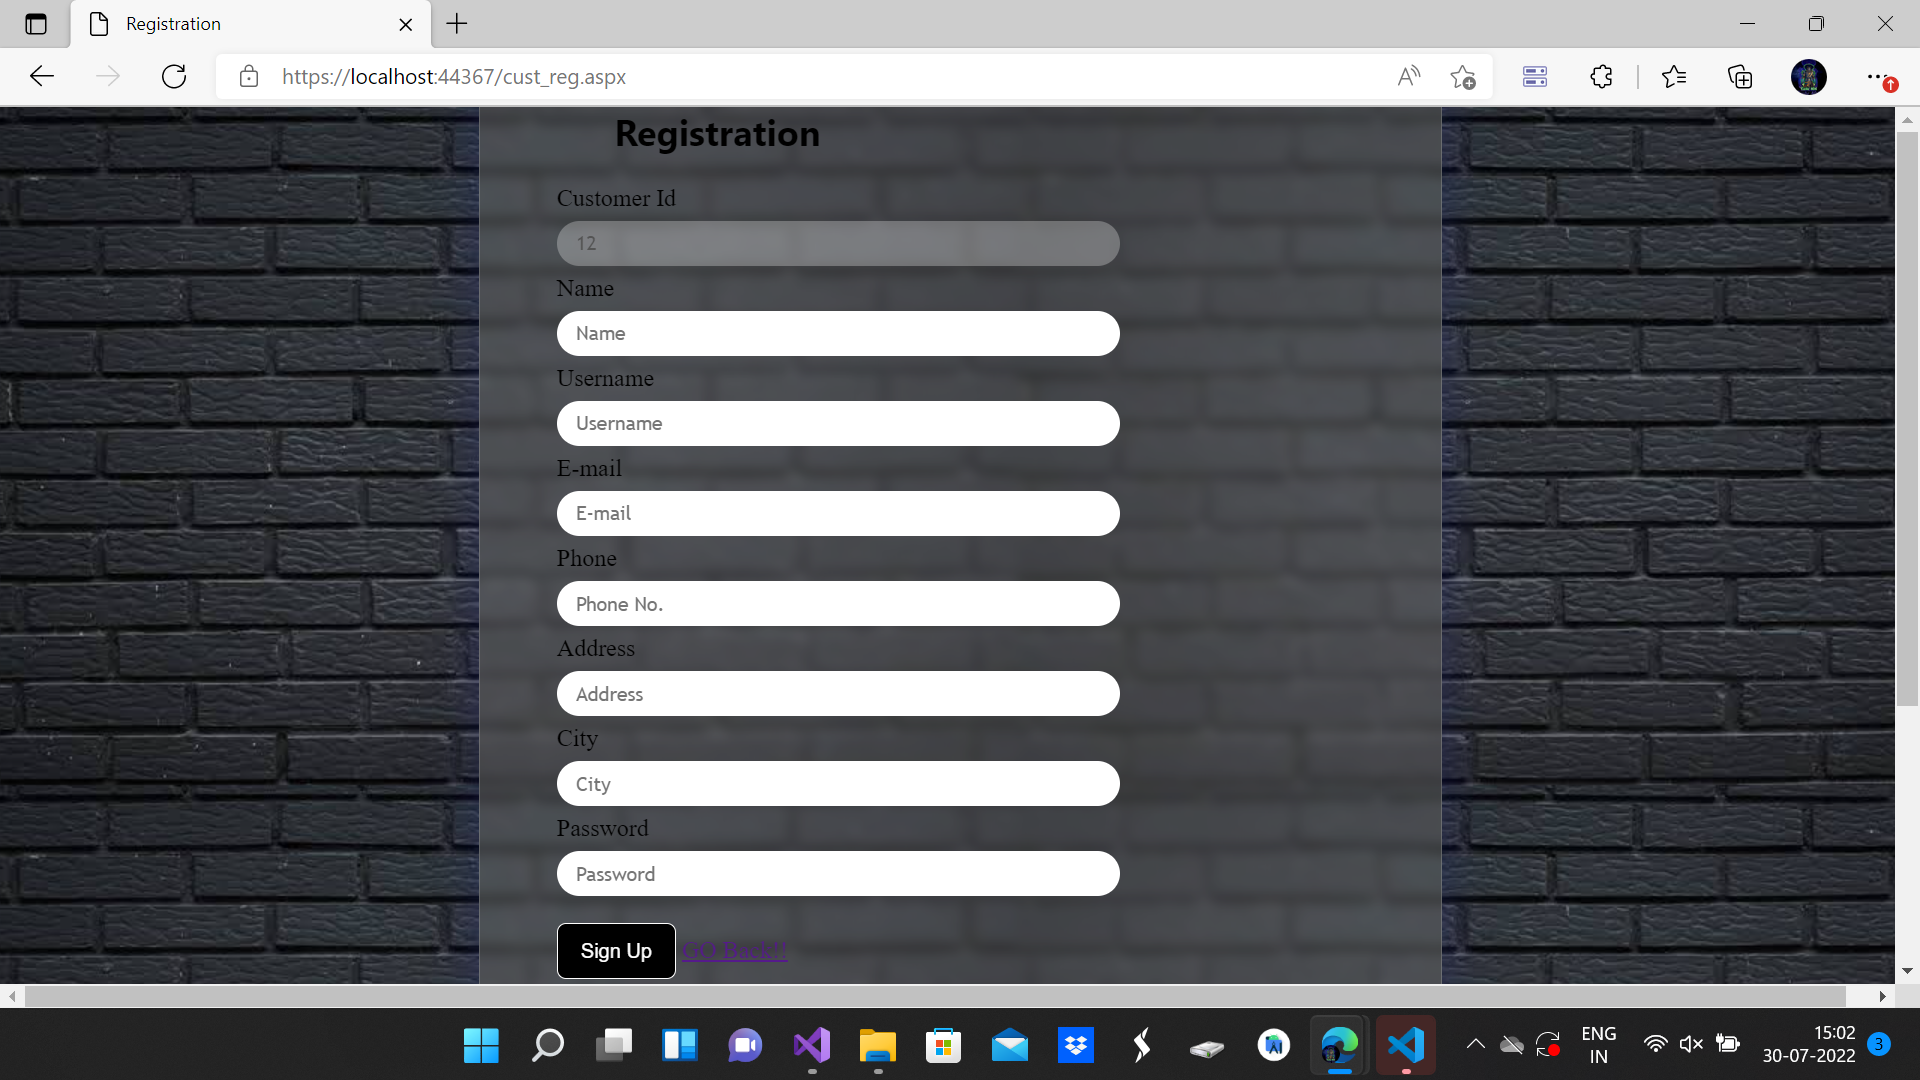 Registration
https://localhost:44367/cust_reg.aspx
Registration
Customer Id
12
Name
Name
Username
Username
E-mail
E-mail
Phone
Phone No.
Address
Address
City
City
Password
Password
Sign Up GO Back!!
ENG
IN
15:02
30-07-2022
3